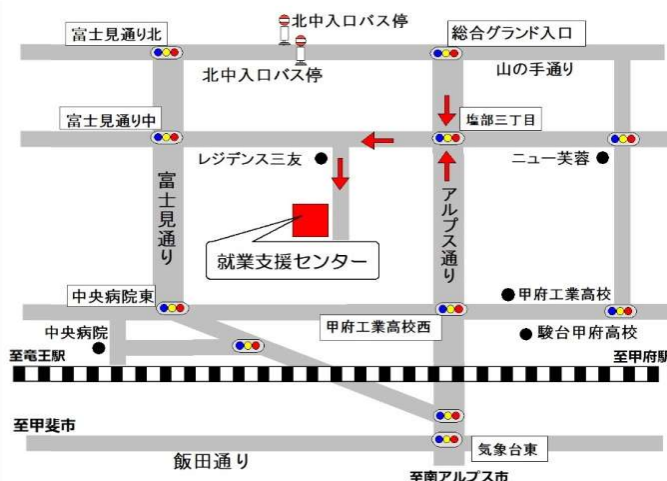 北中入口バス停
富士見通り北
総合グランド入口
北中入口バス停
山の手通り
富士見通り中
塩部三丁目
レジデンス三友
ニュー芙蓉
富士見通り
アルプス通り
就業支援センター
中央病院東
甲府工業高校
甲府工業高校西
中央病院
駿台甲府高校
至竜王駅
至甲府駅
至甲斐市
気象台東
飯田通り
至南アルプス市